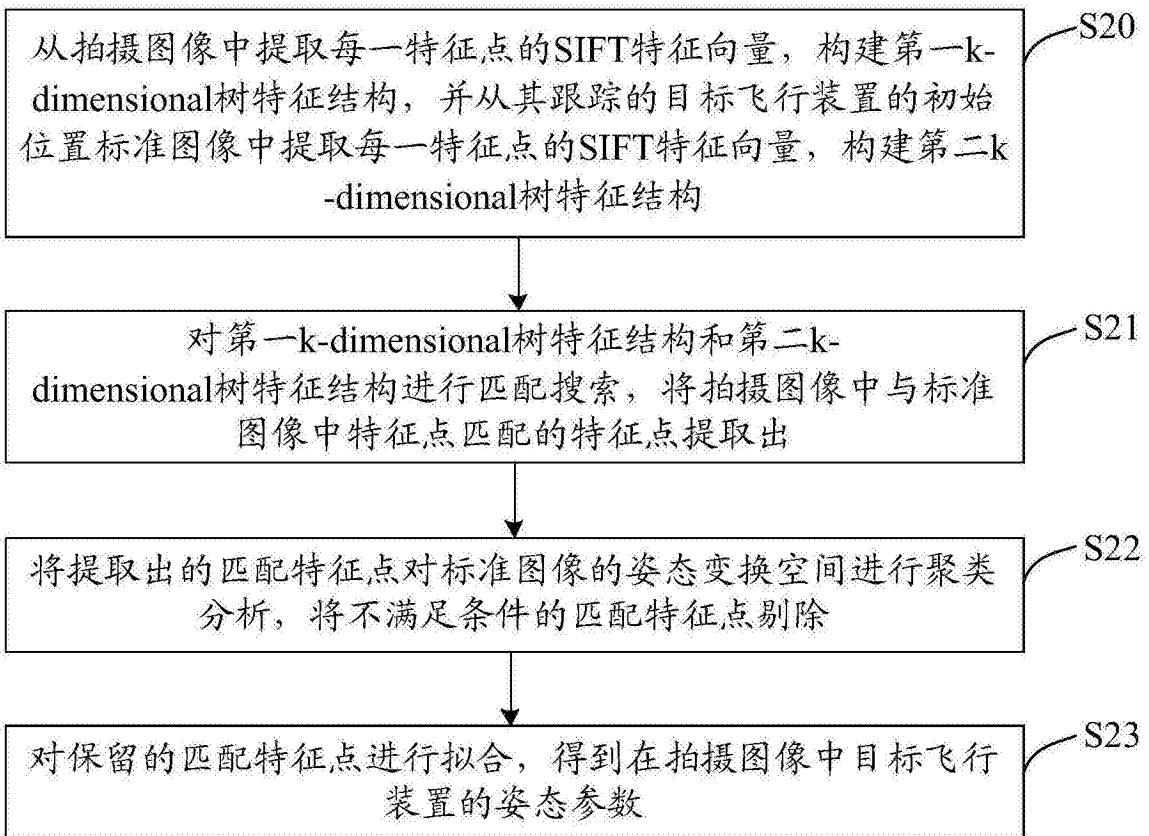 从拍摄图像中提取每一特征点的SIFT特征向量，构建第一k-
dimensional树特征结构，并从其跟踪的目标飞行装置的初始
位置标准图像中提取每一特征点的SIFT特征向量，构建第二k
-dimensional树特征结构
S20
对第一k-dimensional树特征结构和第二k-
dimensional树特征结构进行匹配搜索，将拍摄图像中与标准
图像中特征点匹配的特征点提取出
S21
将提取出的匹配特征点对标准图像的姿态变换空间进行聚类
分析，将不满足条件的匹配特征点剔除
S22
对保留的匹配特征点进行拟合，得到在拍摄图像中目标飞行
装置的姿态参数
S23